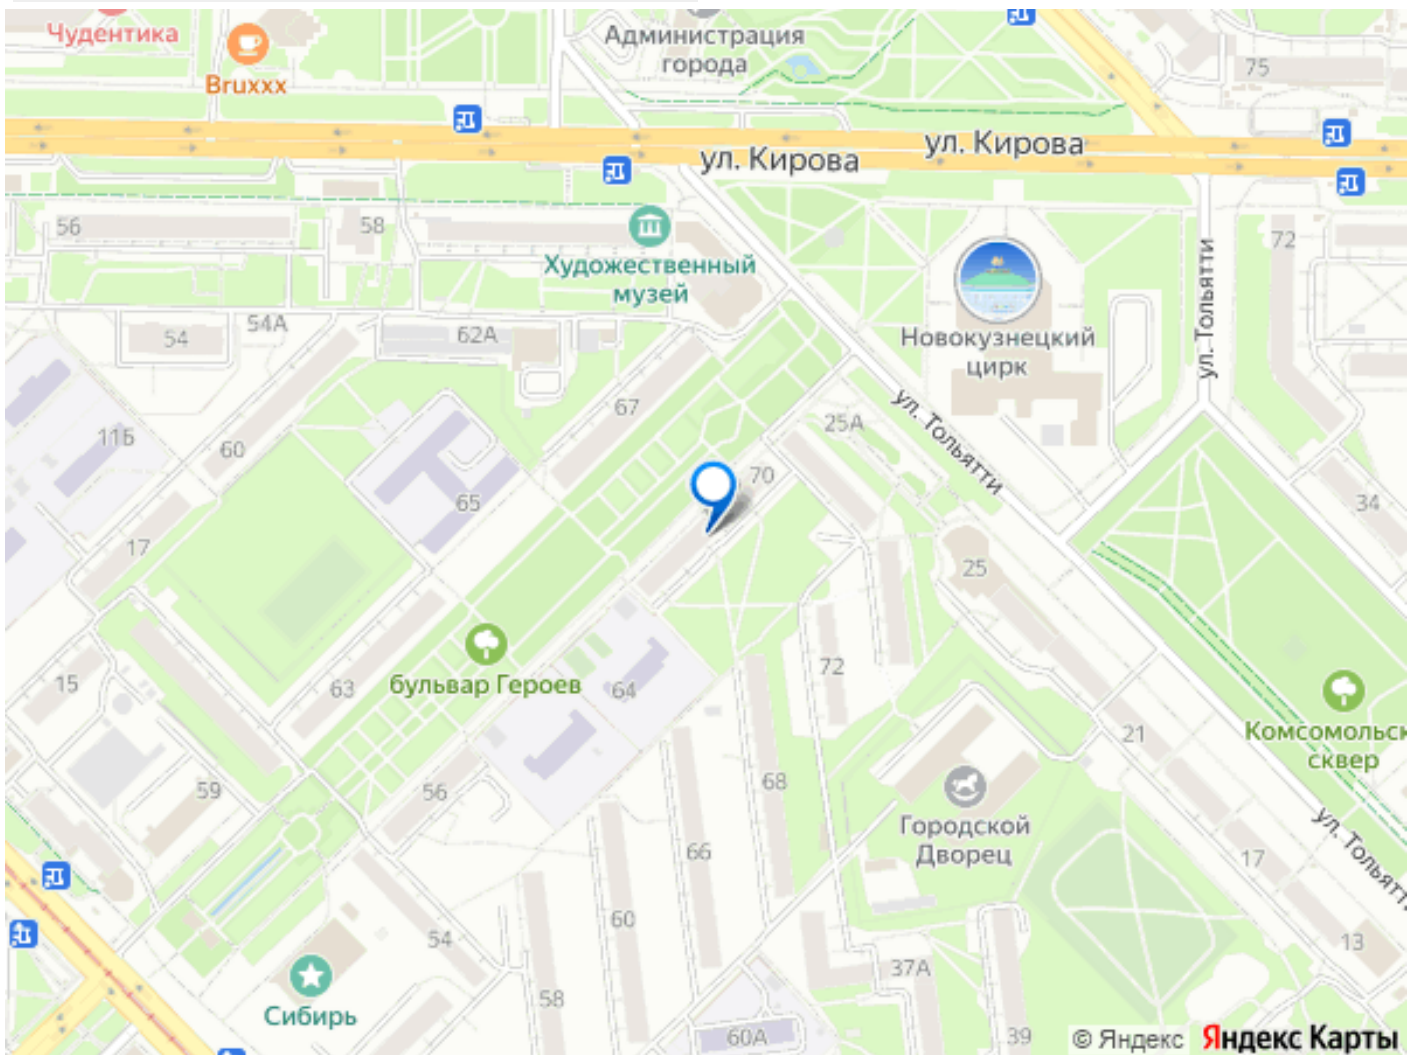 Чудентика
Bruxxx
Администрация
города
75
ул. Кирова
ул. Кирова
56
58
72
Художественный
музей
Новокузнецкий
цирк
ул. Тольятти
54
54А
62А
67
25А
ул. Тольятти
11Б
60
65
70
34
17
25
15
63
бульвар Героев
64
72
21
Комсомольск
сквер
59
56
68
Городской
Дворец
66
17
ул. Тольятти
60
54
13
58
37А
Сибирь
60А
39
© Яндекс
Яндекс Карты